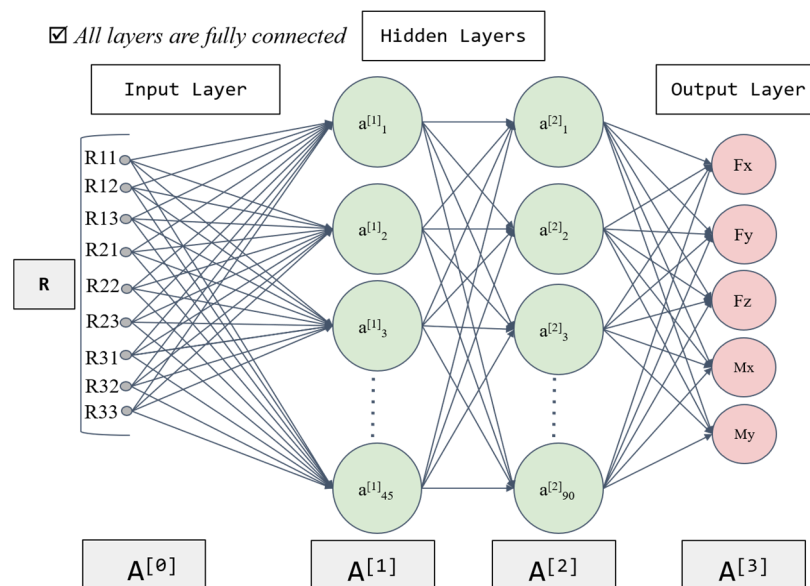 ☑ All layers are fully connected
Hidden Layers
Input Layer
Output Layer
R
R11
R12
R13
R21
R22
R23
R31
R32
R33
a[1]1
a[1]2
a[1]3
a[1]45
a[2]1
a[2]2
a[2]3
a[2]90
Fx
Fy
Fz
Mx
My
A[0]
A[1]
A[2]
A[3]